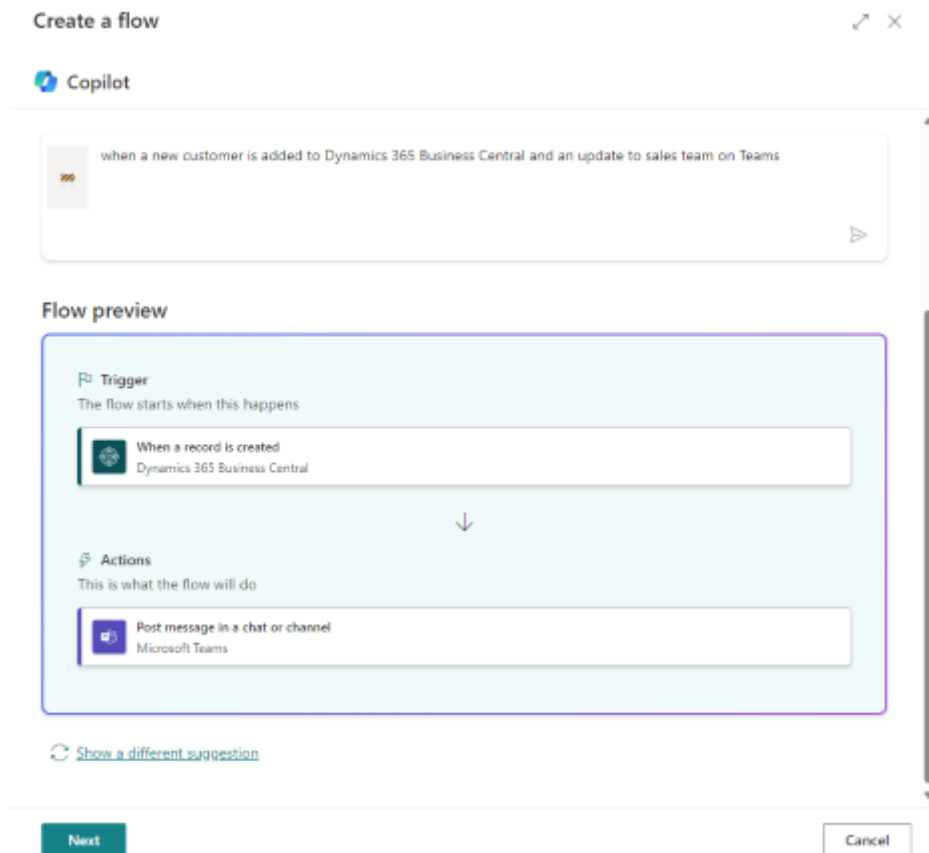 Create a flow
Copilot
when a new customer is added to Dynamics 365 Business Central and an update to sales team on Teams
Flow preview
Trigger
The flow starts when this happens
When a record is created
Dynamics 365 Business Central
Actions
This is what the flow will do
Post message in a chat or channel
Microsoft Teams
Show a different suggestion
Next
Cancel